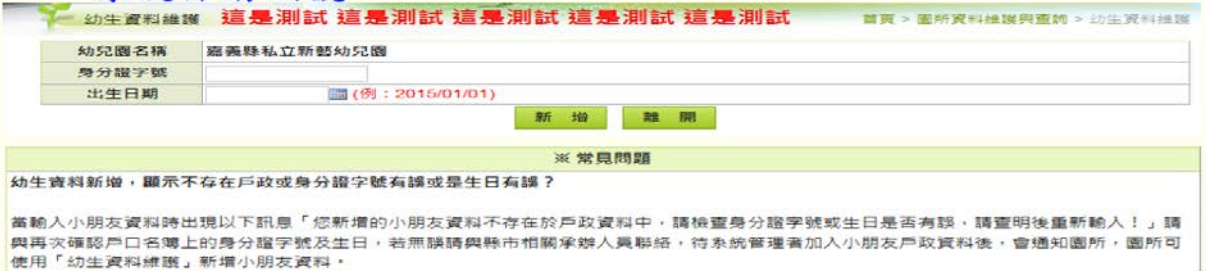 幼生資料維護 這是測試 這是測試 這是測試 這是測試 這是測試 首頁 > 園所資料維護與查詢 > 幼生資料維護
幼兒園名稱 嘉義縣私立新藝幼兒園
身分證字號
出生日期 (例：2015/01/01)
新 增 離 開
※ 常見問題
幼生資料新增，顯示不存在戶政或身分證字號有誤或是生日有誤？
當輸入小朋友資料時出現以下訊息「您新增的小朋友資料不存在於戶政資料中，請檢查身分證字號或生日是否有誤，請查明後重新輸入！」請
與再次確認戶口名簿上的身分證字號及生日，若無誤請與縣市相關承辦人員聯絡，待系統管理者加入小朋友戶政資料後，會通知園所，園所可
使用「幼生資料維護」新增小朋友資料。